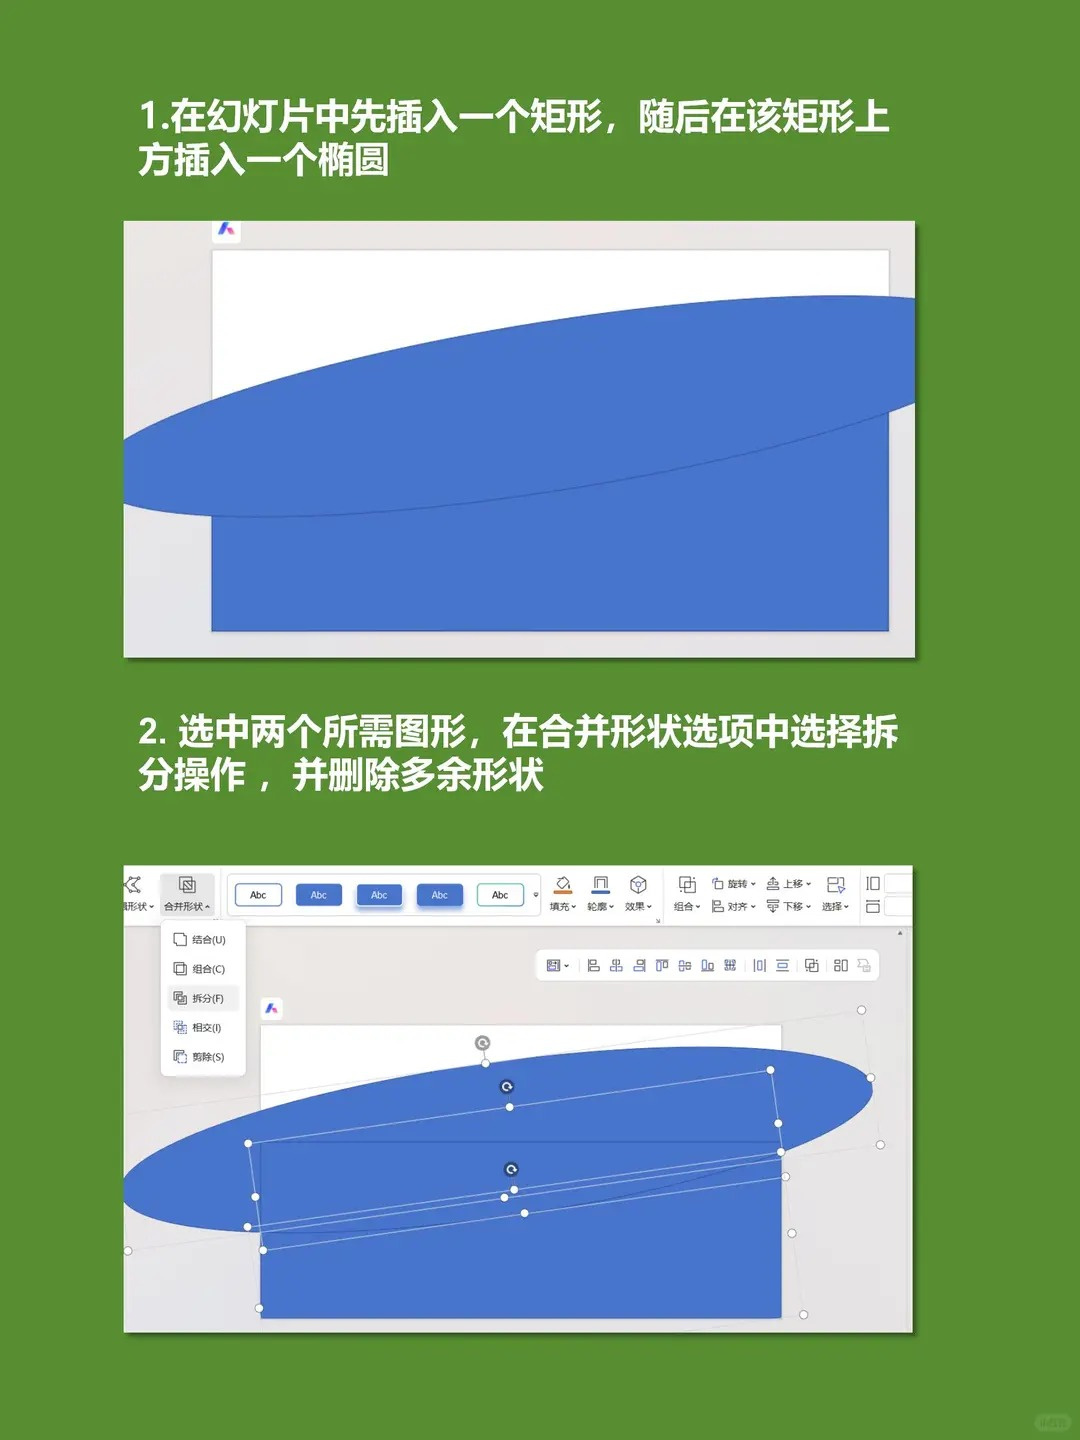 1.在幻灯片中先插入一个矩形，随后在该矩形上
方插入一个椭圆
2. 选中两个所需图形，在合并形状选项中选择拆
分操作 ，并删除多余形状
形状 合并形状
Abc Abc Abc Abc Abc
填充 轮廓 效果
组合 旋转 对齐 上移 下移 选择
结合(U)
组合(C)
拆分(F)
相交(I)
剪除(S)